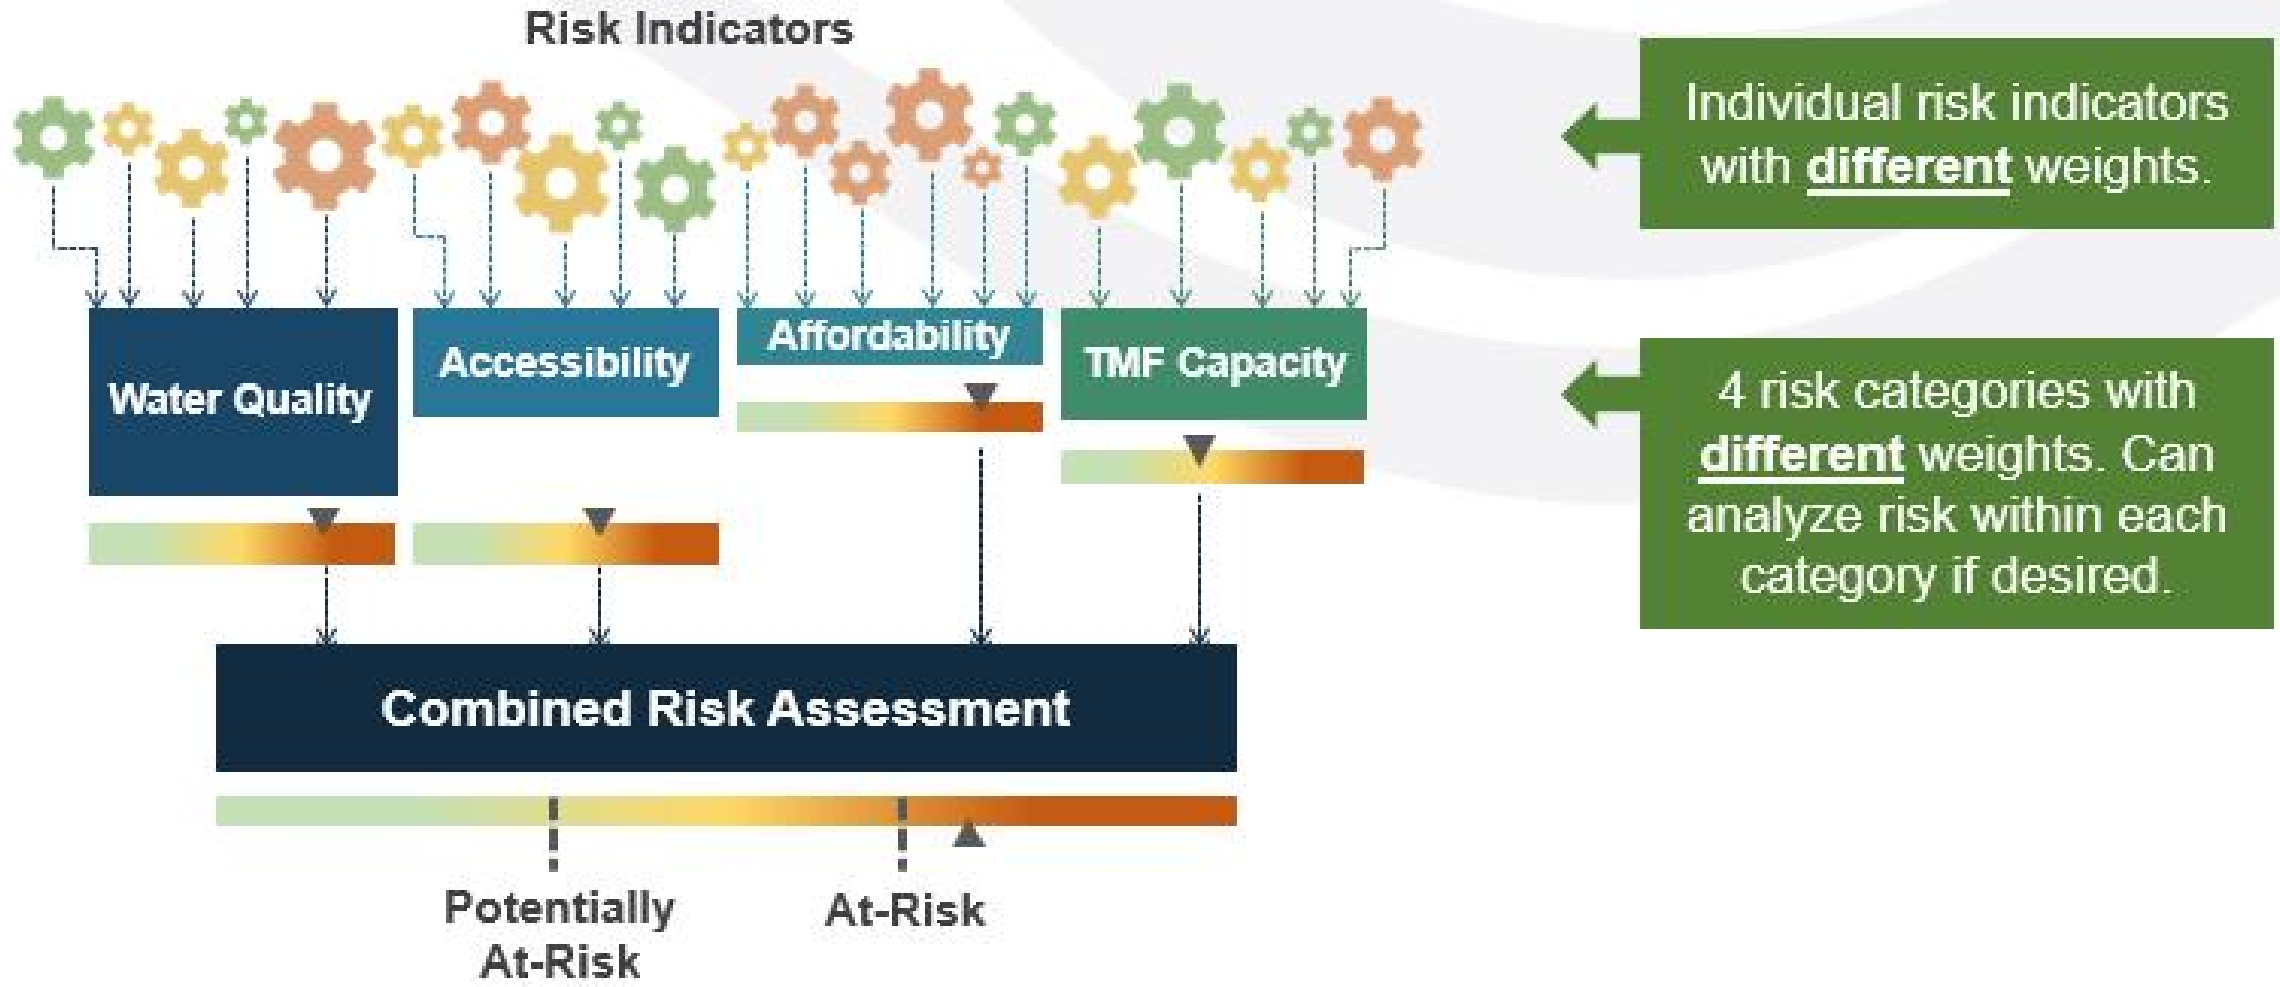 Risk Indicators
Individual risk indicators
with different weights.
Water Quality
Accessibility
Affordability
TMF Capacity
4 risk categories with
different weights. Can
analyze risk within each
category if desired.
Combined Risk Assessment
Potentially
At-Risk
At-Risk